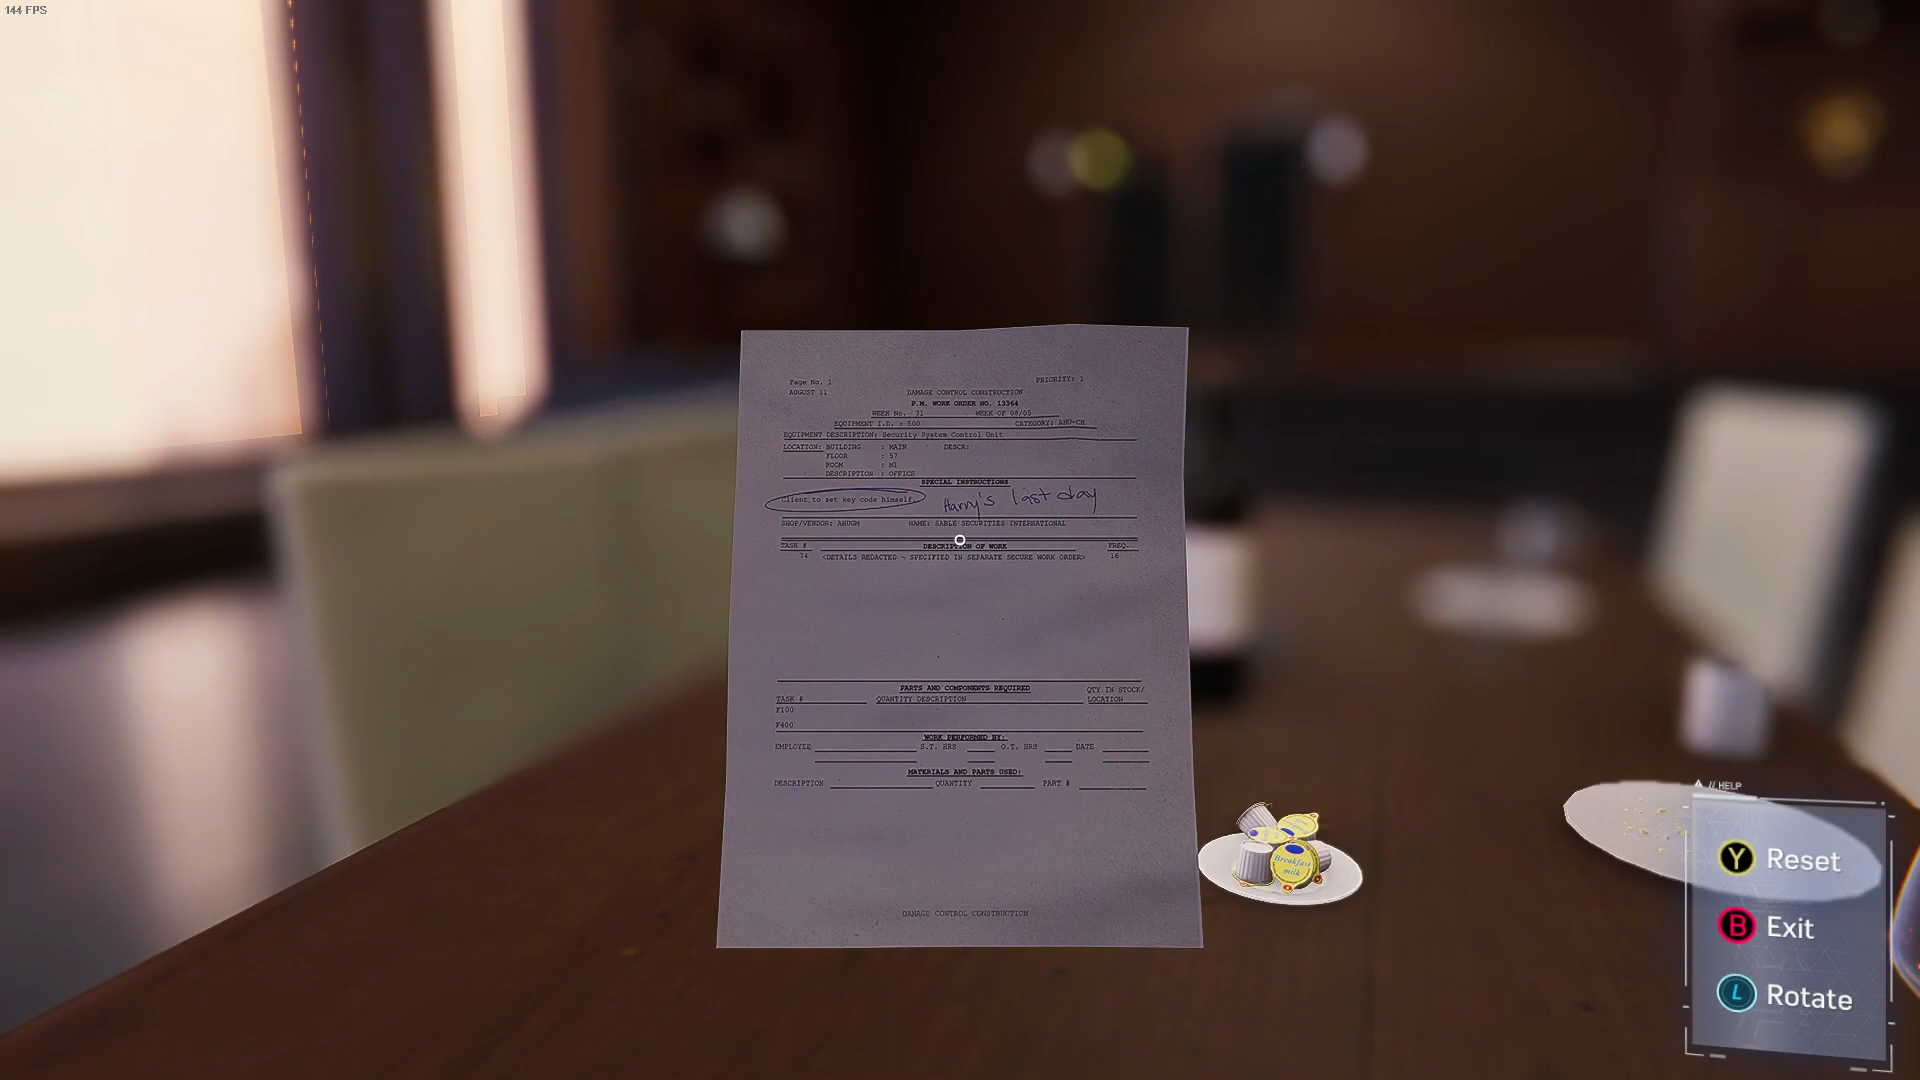 144 FPS
Page No. 1 PRIORITY: 1
AUGUST 11 DAMAGE CONTROL CONSTRUCTION
P.M. WORK ORDER NO. 13364
WEEK No. 31 WEEK OF 08/05
EQUIPMENT I.D. : 500 CATEGORY: AHU-CR
EQUIPMENT DESCRIPTION: Security System Control Unit
LOCATION: BUILDING : MAIN DESCR:
FLOOR : 57
ROOM : M1
DESCRIPTION : OFFICE
SPECIAL INSTRUCTIONS
Client to set key code himself. Harry's last day
SHOP/VENDOR: AHUGM NAME: SABLE SECURITIES INTERNATIONAL
TASK # DESCRIPTION OF WORK FREQ.
74 <DETAILS REDACTED - SPECIFIED IN SEPARATE SECURE WORK ORDER> 16
PARTS AND COMPONENTS REQUIRED QTY IN STOCK/
TASK # QUANTITY DESCRIPTION LOCATION
F100
F400
WORK PERFORMED BY:
EMPLOYEE S.T. HRS O.T. HRS DATE
MATERIALS AND PARTS USED:
DESCRIPTION QUANTITY PART #
DAMAGE CONTROL CONSTRUCTION
Breakfast
milk
// HELP
Y Reset
B Exit
L Rotate